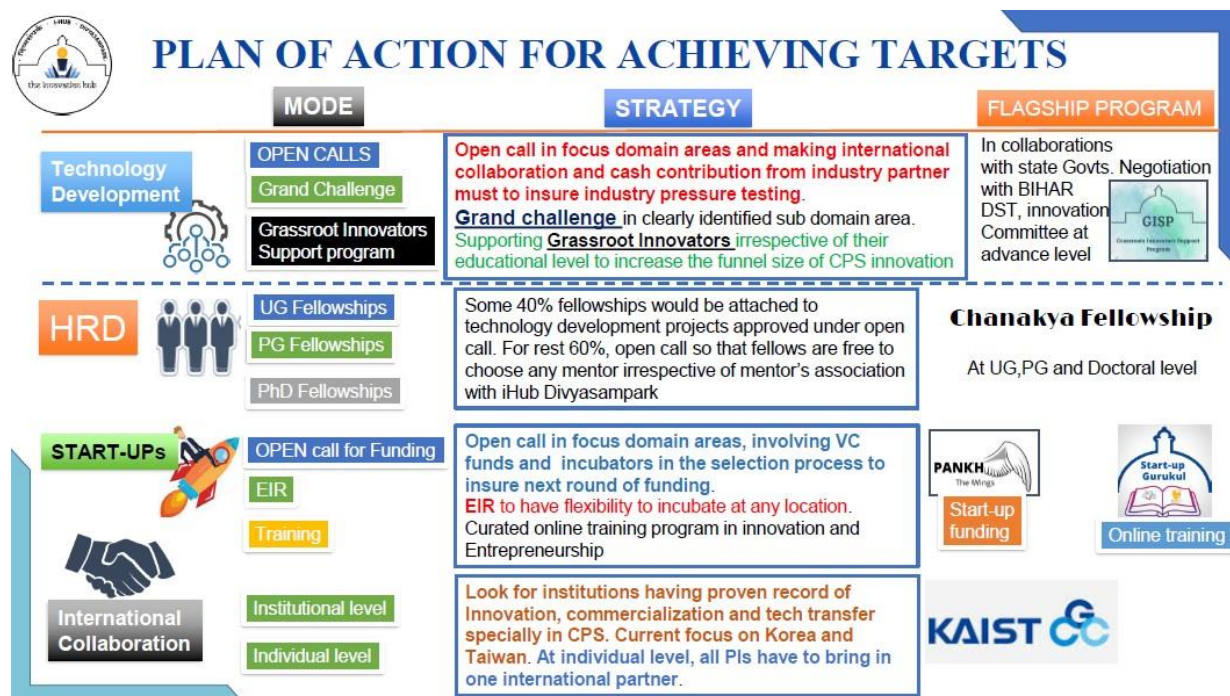 the innovation hub
PLAN OF ACTION FOR ACHIEVING TARGETS
MODE
STRATEGY
FLAGSHIP PROGRAM
Technology
Development
OPEN CALLS
Grand Challenge
Grassroot Innovators
Support program
Open call in focus domain areas and making international
collaboration and cash contribution from industry partner
must to insure industry pressure testing.
Grand challenge in clearly identified sub domain area.
Supporting Grassroot Innovators irrespective of their
educational level to increase the funnel size of CPS innovation
In collaborations
with state Govts. Negotiation
with BIHAR
DST, innovation
Committee at
advance level
GISP
Grassroots Innovators Support
Program
HRD
UG Fellowships
PG Fellowships
PhD Fellowships
Some 40% fellowships would be attached to
technology development projects approved under open
call. For rest 60%, open call so that fellows are free to
choose any mentor irrespective of mentor's association
with iHub Divyasampark
Chanakya Fellowship
At UG,PG and Doctoral level
START-UPs
OPEN call for Funding
EIR
Training
Open call in focus domain areas, involving VC
funds and incubators in the selection process to
insure next round of funding.
EIR to have flexibility to incubate at any location.
Curated online training program in innovation and
Entrepreneurship
PANKH
The Wings
Start-up
funding
Start-up
Gurukul
Online training
International
Collaboration
Institutional level
Individual level
Look for institutions having proven record of
Innovation, commercialization and tech transfer
specially in CPS. Current focus on Korea and
Taiwan. At individual level, all PIs have to bring in
one international partner.
KAIST GCC